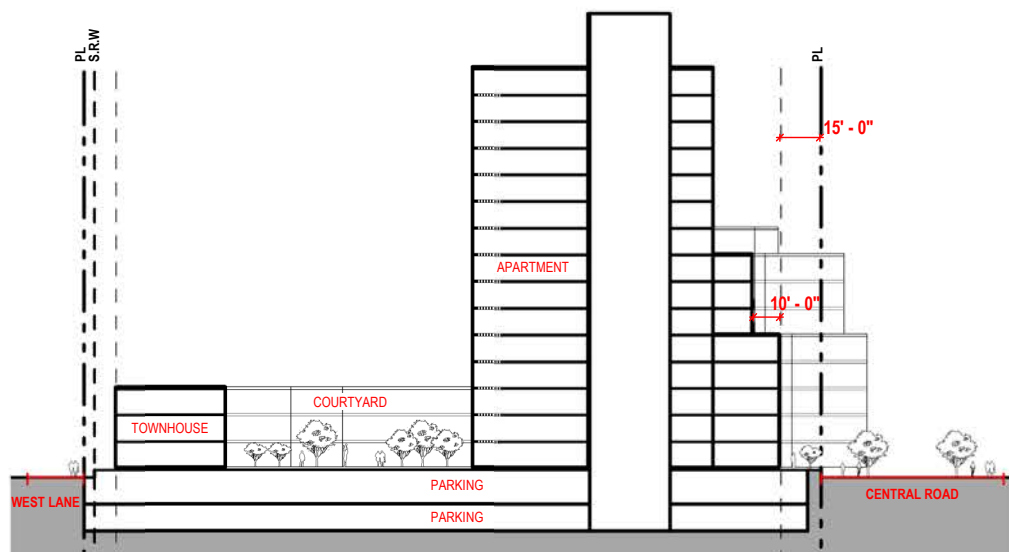 PL
S.R.W
PL
15' - 0"
APARTMENT
10' - 0"
COURTYARD
TOWNHOUSE
PARKING
WEST LANE
CENTRAL ROAD
PARKING